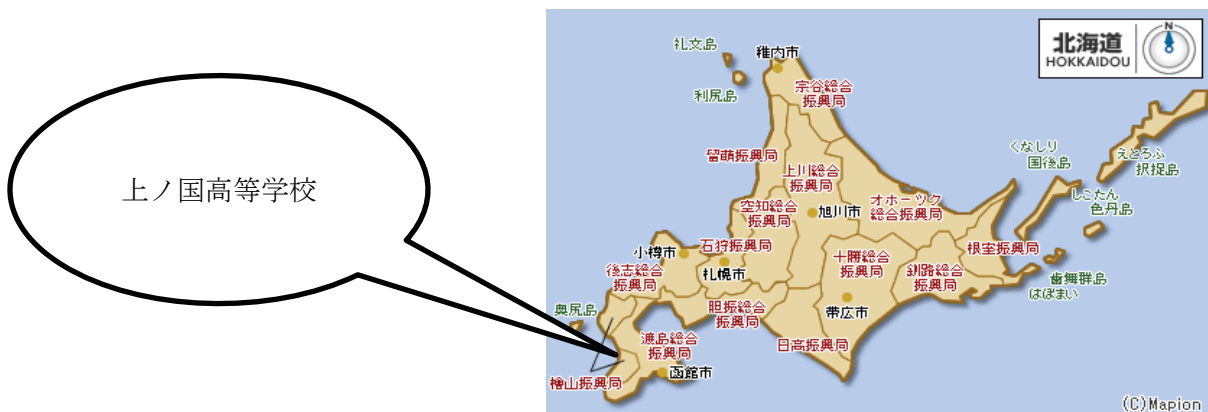 上ノ国高等学校
北海道
HOKKAIDOU
N
礼文島
稚内市
利尻島
宗谷総合
振興局
留萌振興局
上川総合
振興局
オホーツク
総合振興局
空知総合
振興局
旭川市
くなしり
国後島
えとろふ
択捉島
しこたん
色丹島
小樽市
石狩振興局
札幌市
後志総合
振興局
十勝総合
振興局
釧路総合
振興局
根室振興局
歯舞群島
はぼまい
奥尻島
胆振総合
振興局
帯広市
渡島総合
振興局
日高振興局
檜山振興局
函館市
(C)Mapion